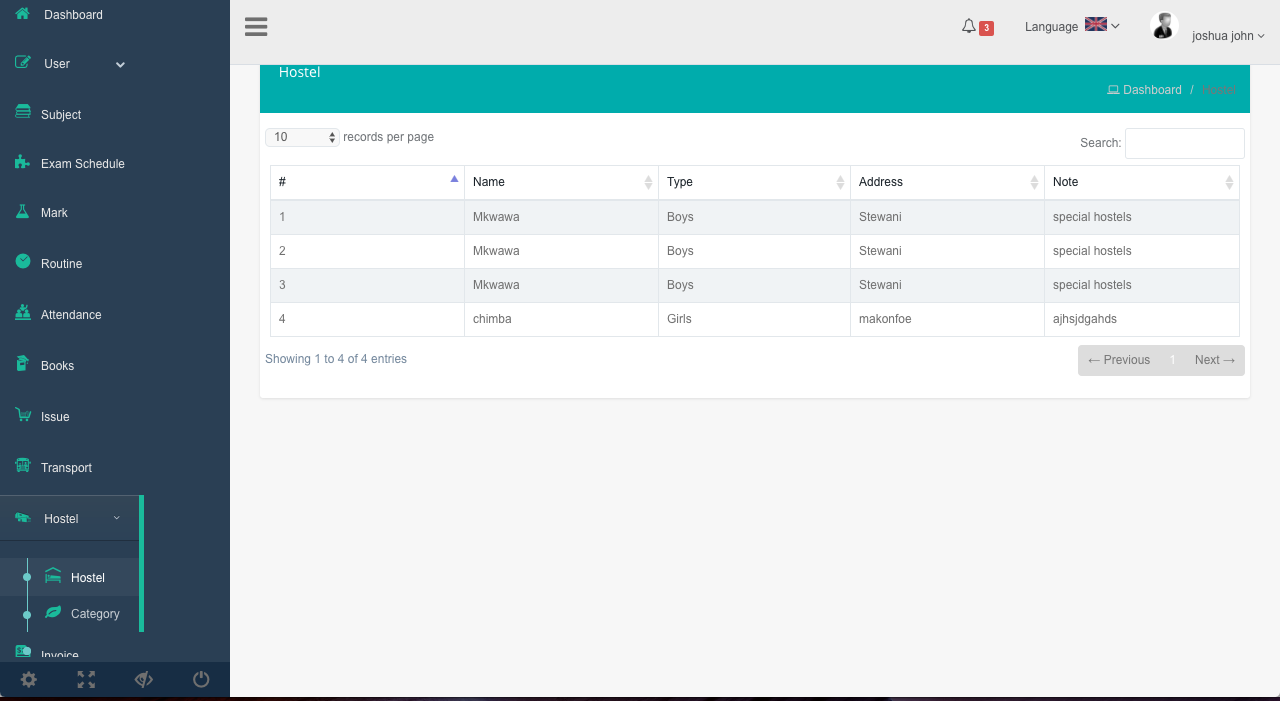 Dashboard
User
Subject
Exam Schedule
Mark
Routine
Attendance
Books
Issue
Transport
Hostel
Hostel
Category
Invoice
3
Language
joshua john
Hostel
Dashboard / Hostel
10 records per page
Search:
# Name Type Address Note
1 Mkwawa Boys Stewani special hostels
2 Mkwawa Boys Stewani special hostels
3 Mkwawa Boys Stewani special hostels
4 chimba Girls makonfoe ajhsjdgahds
Showing 1 to 4 of 4 entries
← Previous 1 Next →